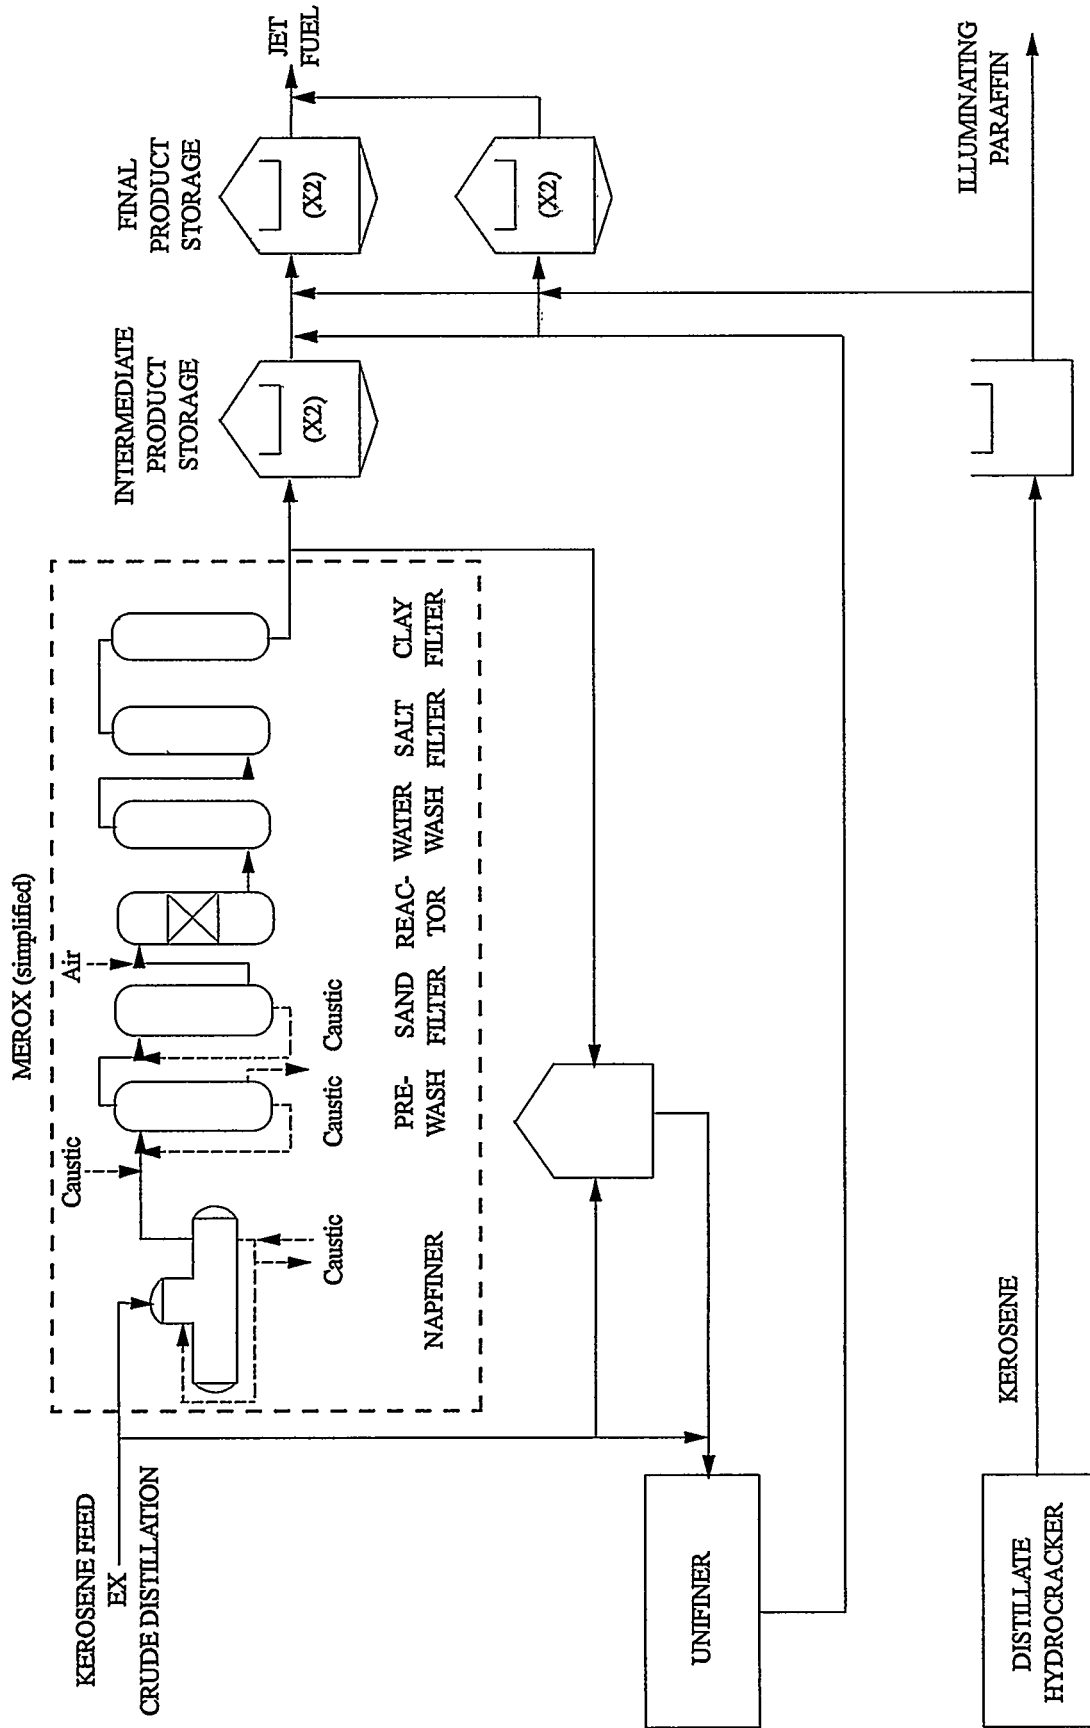 MEROX (simplified)
KEROSENE FEED
EX
CRUDE DISTILLATION
Caustic
Air
INTERMEDIATE
PRODUCT
STORAGE
FINAL
PRODUCT
STORAGE
JET
FUEL
(X2)
(X2)
(X2)
Caustic
Caustic
Caustic
NAPFINER
PRE-
WASH
SAND
FILTER
REAC-
TOR
WATER
WASH
SALT
FILTER
CLAY
FILTER
UNIFINER
DISTILLATE
HYDROCRACKER
KEROSENE
ILLUMINATING
PARAFFIN